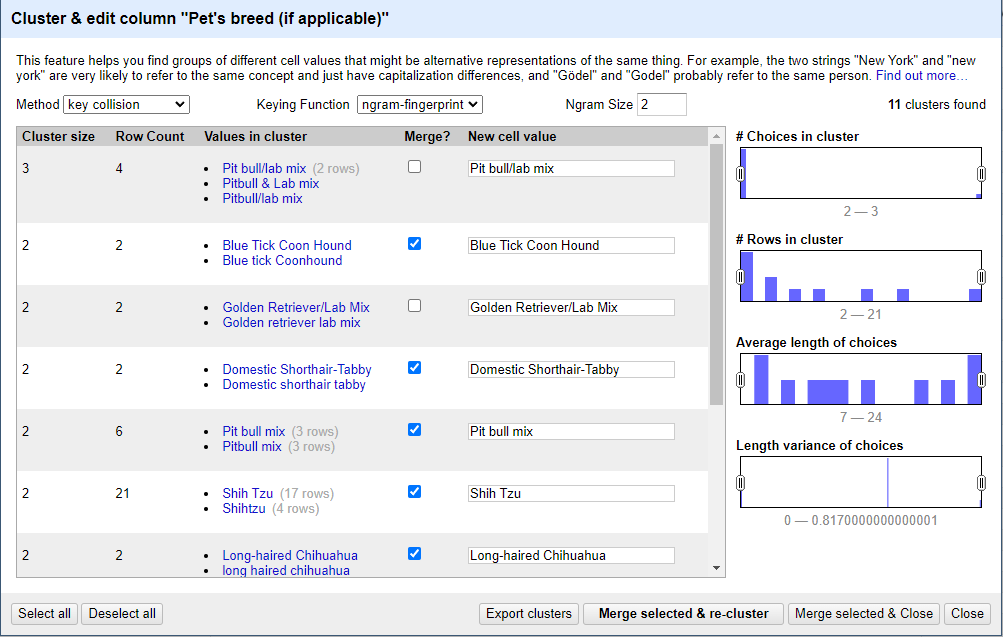 Cluster & edit column "Pet's breed (if applicable)"
This feature helps you find groups of different cell values that might be alternative representations of the same thing. For example, the two strings "New York" and "new
york" are very likely to refer to the same concept and just have capitalization differences, and "Gödel" and "Godel" probably refer to the same person. Find out more…
Method key collision Keying Function ngram-fingerprint Ngram Size 2 11 clusters found
Cluster size Row Count Values in cluster Merge? New cell value
3 4 Pit bull/lab mix (2 rows) Pit bull/lab mix
Pitbull & Lab mix
Pitbull/lab mix
2 2 Blue Tick Coon Hound Blue Tick Coon Hound
Blue tick Coonhound
2 2 Golden Retriever/Lab Mix Golden Retriever/Lab Mix
Golden retriever lab mix
2 2 Domestic Shorthair-Tabby Domestic Shorthair-Tabby
Domestic shorthair tabby
2 6 Pit bull mix (3 rows) Pit bull mix
Pitbull mix (3 rows)
2 21 Shih Tzu (17 rows) Shih Tzu
Shihtzu (4 rows)
2 2 Long-haired Chihuahua Long-haired Chihuahua
long haired chihuahua
# Choices in cluster
2 — 3
# Rows in cluster
2 — 21
Average length of choices
7 — 24
Length variance of choices
0 — 0.8170000000000001
Select all Deselect all Export clusters Merge selected & re-cluster Merge selected & Close Close